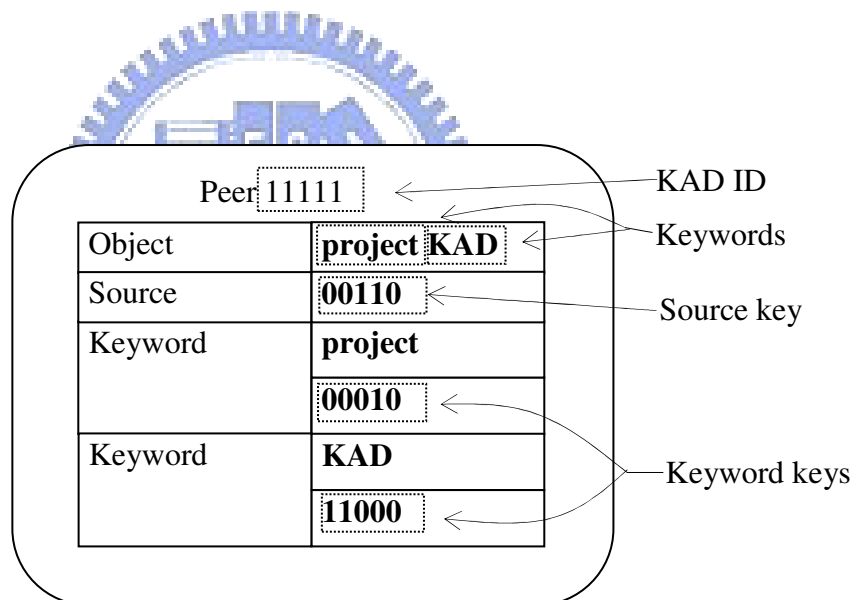 Peer 11111
KAD ID
Object project KAD
Keywords
Source 00110
Source key
Keyword project
00010
Keyword KAD
Keyword keys
11000